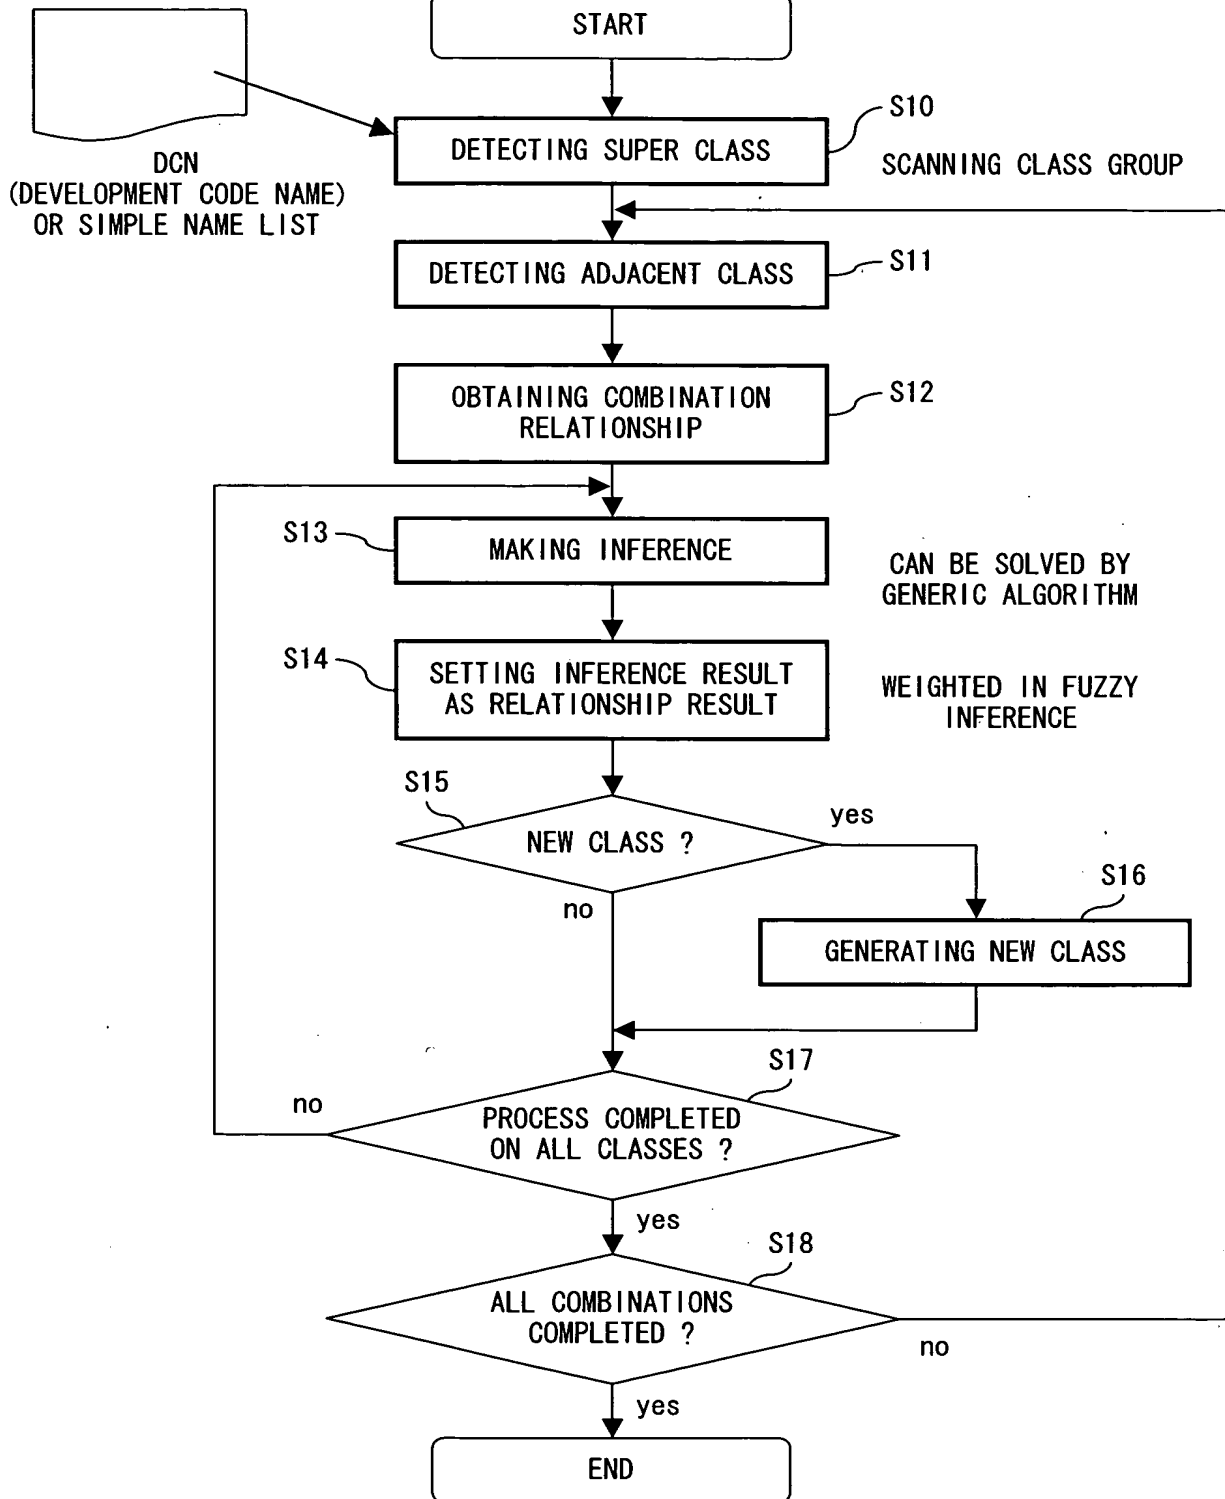 START
S10
DETECTING SUPER CLASS
SCANNING CLASS GROUP
DCN
(DEVELOPMENT CODE NAME)
OR SIMPLE NAME LIST
S11
DETECTING ADJACENT CLASS
S12
OBTAINING COMBINATION
RELATIONSHIP
S13
MAKING INFERENCE
CAN BE SOLVED BY
GENERIC ALGORITHM
S14
SETTING INFERENCE RESULT
AS RELATIONSHIP RESULT
WEIGHTED IN FUZZY
INFERENCE
S15
NEW CLASS ?
yes
no
S16
GENERATING NEW CLASS
S17
PROCESS COMPLETED
ON ALL CLASSES ?
no
yes
S18
ALL COMBINATIONS
COMPLETED ?
no
yes
END